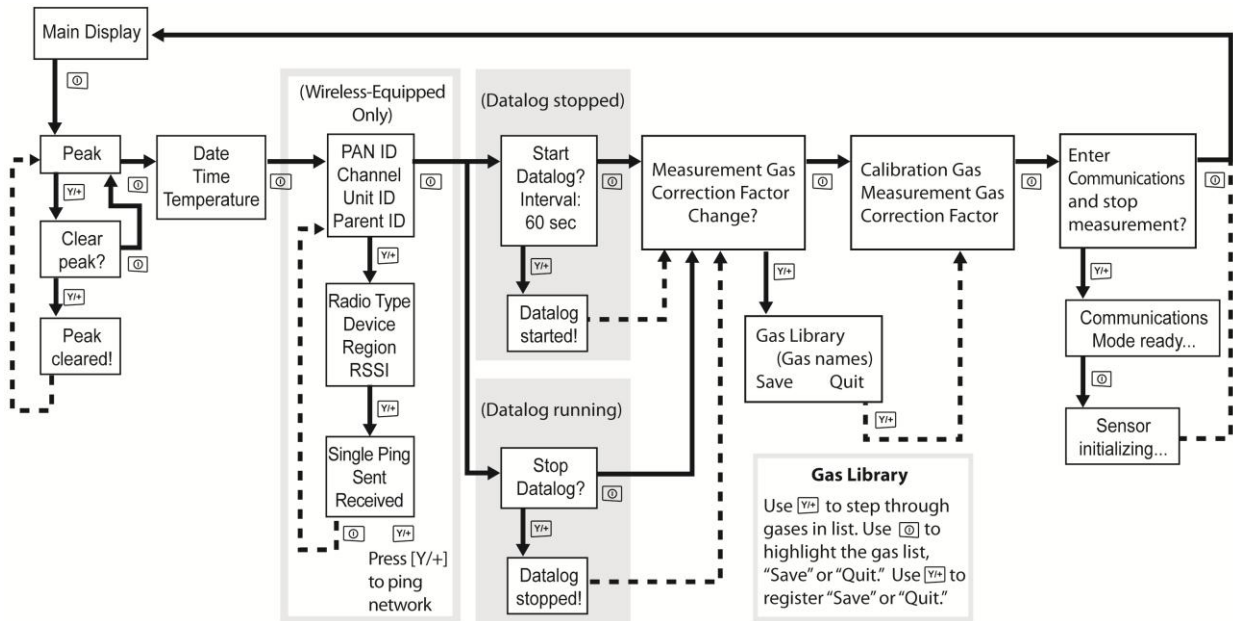 Main Display
Peak
Y/+
Clear
peak?
Y/+
Peak
cleared!
Date
Time
Temperature
(Wireless-Equipped
Only)
PAN ID
Channel
Unit ID
Parent ID
Y/+
Radio Type
Device
Region
RSSI
Y/+
Single Ping
Sent
Received
Y/+
Press [Y/+]
to ping
network
(Datalog stopped)
Start
Datalog?
Interval:
60 sec
Y/+
Datalog
started!
(Datalog running)
Stop
Datalog?
Y/+
Datalog
stopped!
Measurement Gas
Correction Factor
Change?
Y/+
Gas Library
(Gas names)
Save Quit
Y/+
Calibration Gas
Measurement Gas
Correction Factor
Enter
Communications
and stop
measurement?
Y/+
Communications
Mode ready...
Sensor
initializing...
Gas Library
Use Y/+ to step through
gases in list. Use to
highlight the gas list,
“Save” or “Quit.” Use Y/+ to
register “Save” or “Quit.”